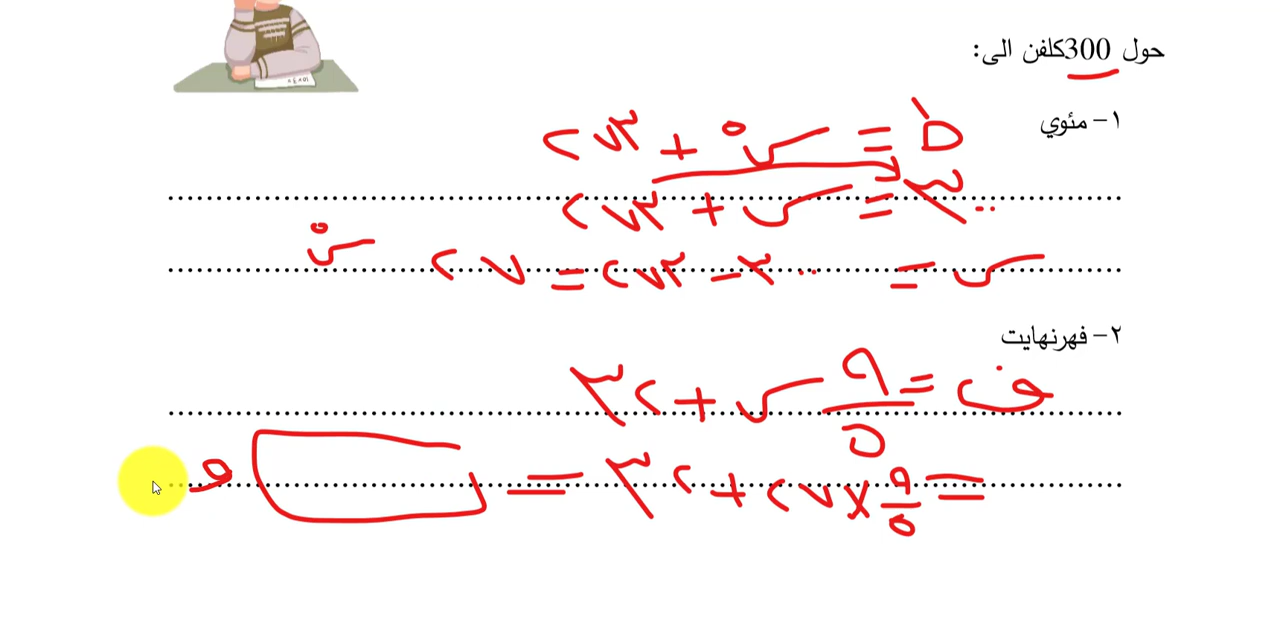 حول 300كلفن الى:
١- مئوي
ك = س° + ٢٧٣
٣٠٠ = س + ٢٧٣
س = ٣٠٠ - ٢٧٣ = ٢٧ س°
٢- فهرنهايت
ف = ٩/٥ س + ٣٢
= ٩/٥ × ٢٧ + ٣٢ = ف